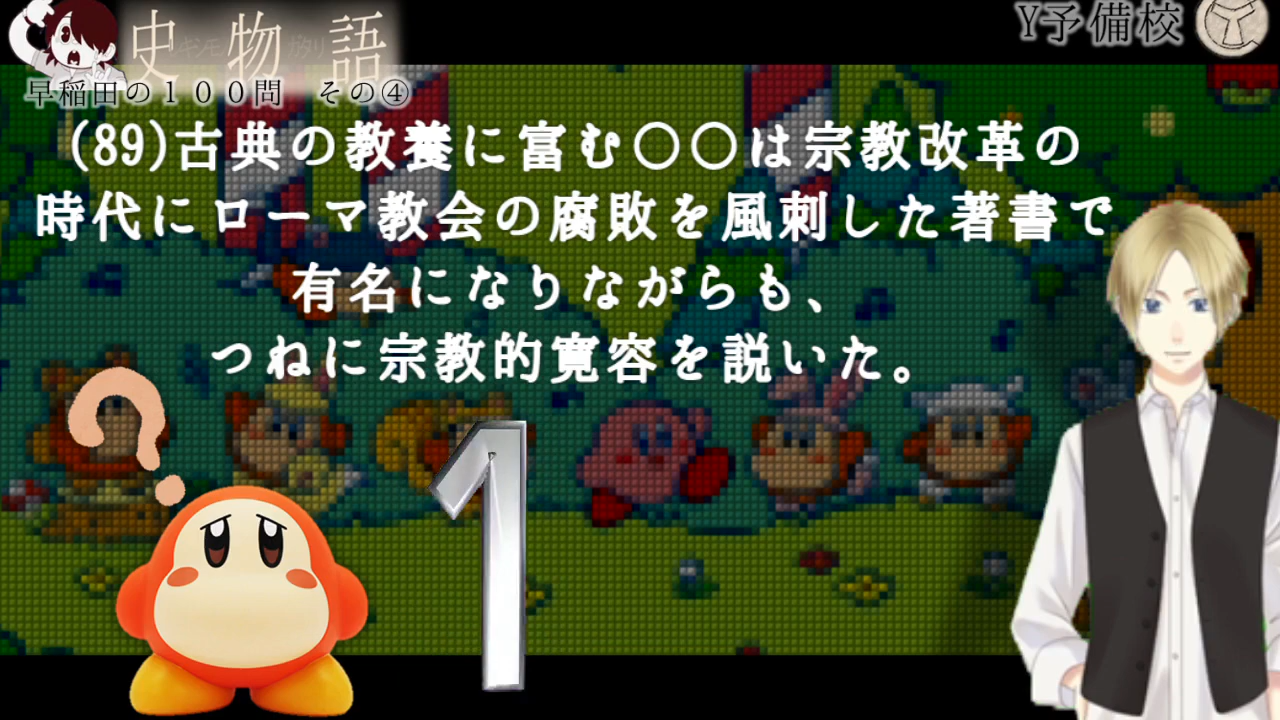 史物語
Y予備校
早稲田の１００問　その④
(89)古典の教養に富む〇〇は宗教改革の
時代にローマ教会の腐敗を風刺した著書で
有名になりながらも、
つねに宗教的寛容を説いた。
?
1